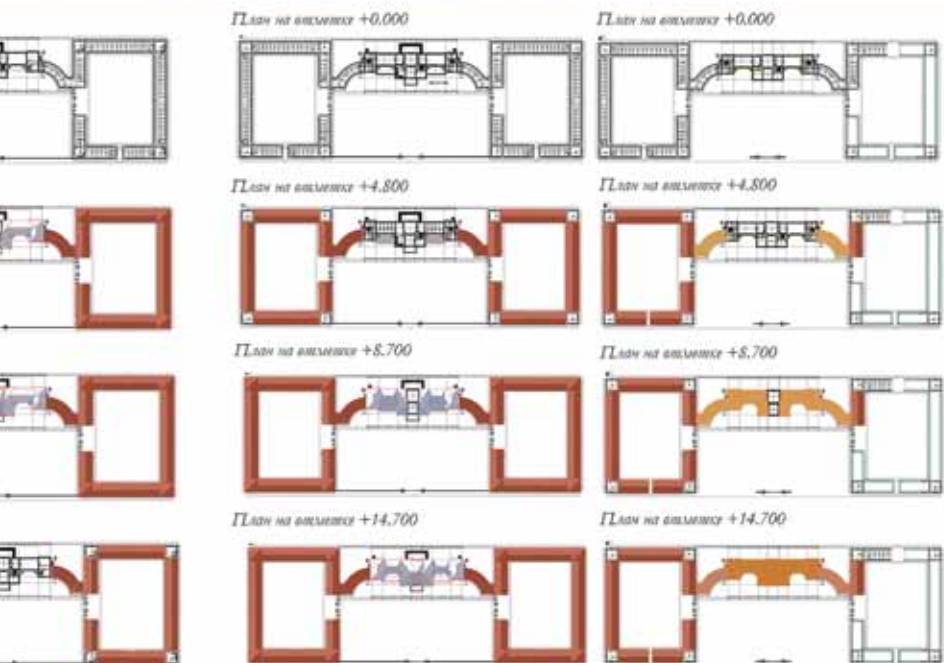 План на отметке +0.000
План на отметке +0.000
План на отметке +4.800
План на отметке +4.800
План на отметке +8.700
План на отметке +8.700
План на отметке +14.700
План на отметке +14.700